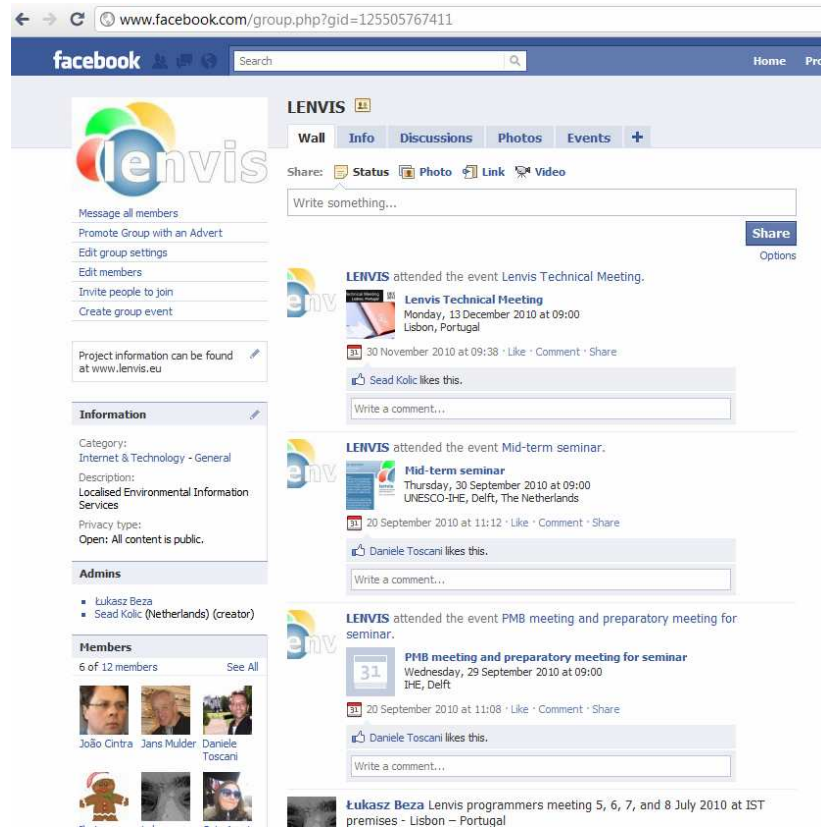 www.facebook.com/group.php?gid=125505767411
facebook
Search
Home
LENVIS
Wall Info Discussions Photos Events +
lenvis
Share: Status Photo Link Video
Write something...
Share
Options
Message all members
Promote Group with an Advert
Edit group settings
Edit members
Invite people to join
Create group event
Project information can be found
at www.lenvis.eu
Information
Category:
Internet & Technology - General
Description:
Localised Environmental Information
Services
Privacy type:
Open: All content is public.
Admins
Łukasz Beza
Sead Kolic (Netherlands) (creator)
Members
6 of 12 members See All
João Cintra Jans Mulder Daniele
Toscani
LENVIS attended the event Lenvis Technical Meeting.
Lenvis Technical Meeting
Monday, 13 December 2010 at 09:00
Lisbon, Portugal
31 30 November 2010 at 09:38 · Like · Comment · Share
Sead Kolic likes this.
Write a comment...
LENVIS attended the event Mid-term seminar.
Mid-term seminar
Thursday, 30 September 2010 at 09:00
UNESCO-IHE, Delft, The Netherlands
31 20 September 2010 at 11:12 · Like · Comment · Share
Daniele Toscani likes this.
Write a comment...
LENVIS attended the event PMB meeting and preparatory meeting for
seminar.
31
PMB meeting and preparatory meeting for seminar
Wednesday, 29 September 2010 at 09:00
IHE, Delft
31 20 September 2010 at 11:08 · Like · Comment · Share
Daniele Toscani likes this.
Write a comment...
Łukasz Beza Lenvis programmers meeting 5, 6, 7, and 8 July 2010 at IST
premises - Lisbon – Portugal